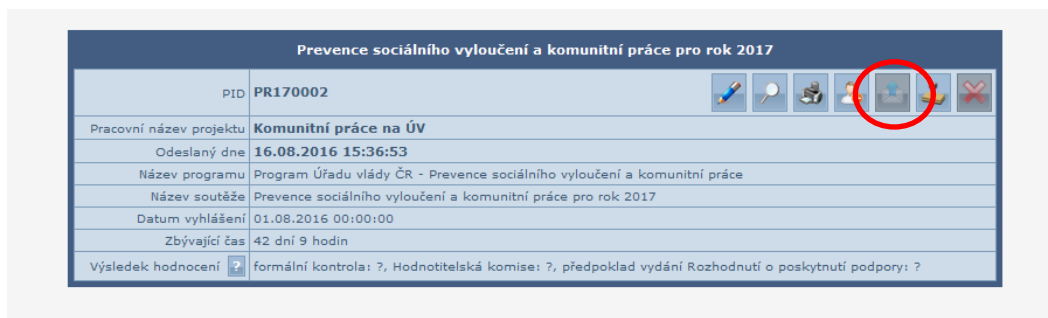 Prevence sociálního vyloučení a komunitní práce pro rok 2017
PID PR170002
Pracovní název projektu Komunitní práce na ÚV
Odeslaný dne 16.08.2016 15:36:53
Název programu Program Úřadu vlády ČR - Prevence sociálního vyloučení a komunitní práce
Název soutěže Prevence sociálního vyloučení a komunitní práce pro rok 2017
Datum vyhlášení 01.08.2016 00:00:00
Zbývající čas 42 dní 9 hodin
Výsledek hodnocení ? formální kontrola: ?, Hodnotitelská komise: ?, předpoklad vydání Rozhodnutí o poskytnutí podpory: ?